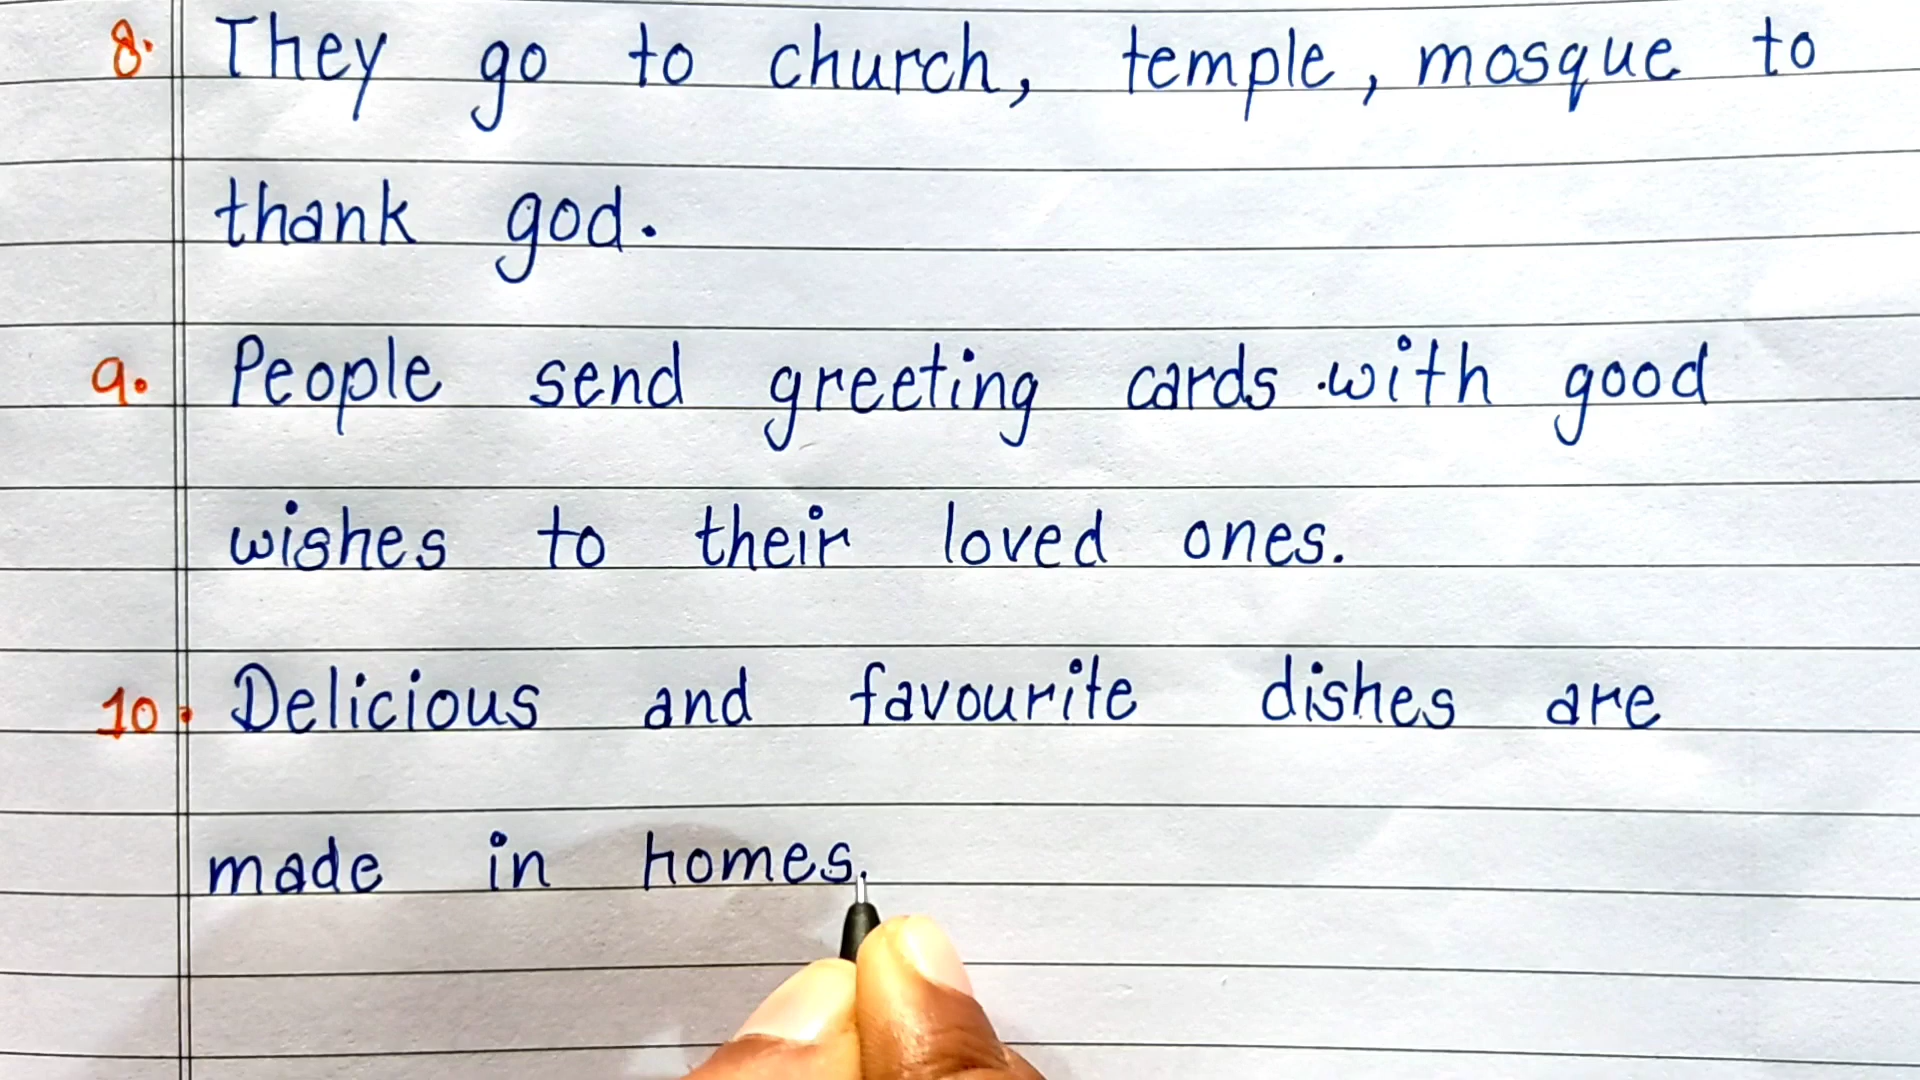 8. They go to church, temple, mosque to
thank god.
9. People send greeting cards with good
wishes to their loved ones.
10. Delicious and favourite dishes are
made in homes.